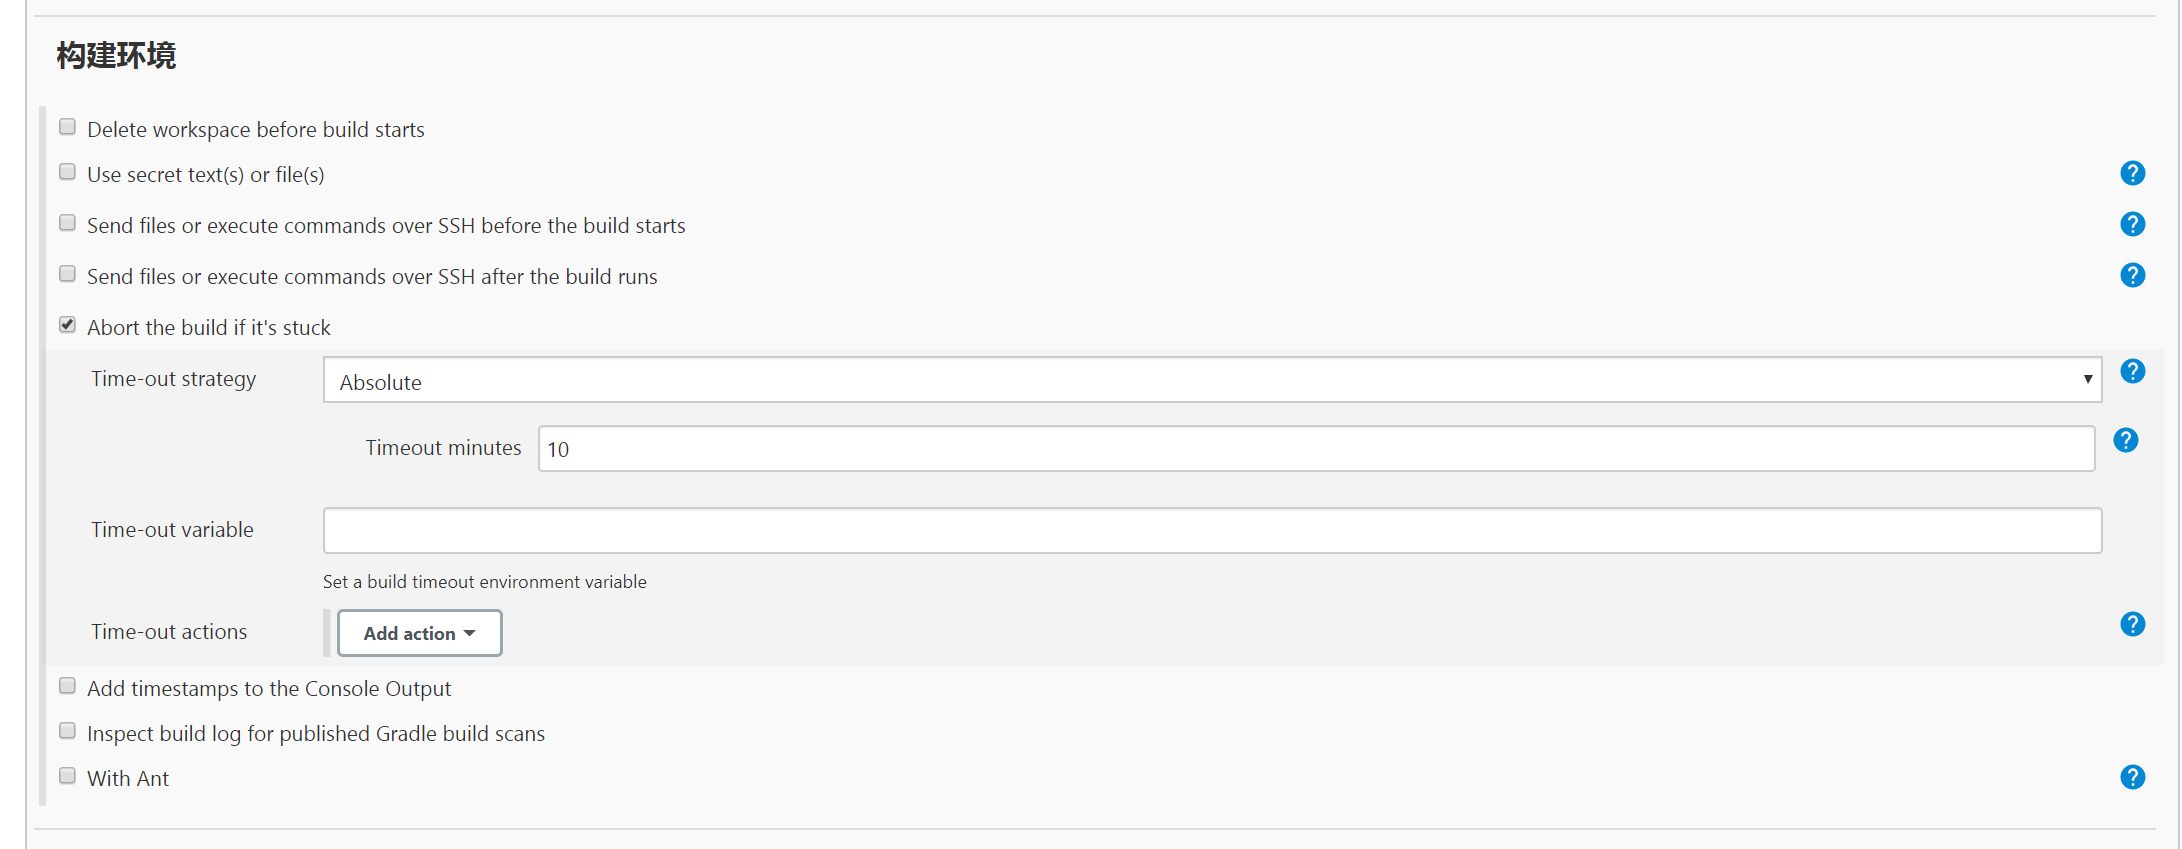 构建环境
Delete workspace before build starts
Use secret text(s) or file(s)
Send files or execute commands over SSH before the build starts
Send files or execute commands over SSH after the build runs
Abort the build if it's stuck
Time-out strategy
Absolute
Timeout minutes
10
Time-out variable
Set a build timeout environment variable
Time-out actions
Add action
Add timestamps to the Console Output
Inspect build log for published Gradle build scans
With Ant